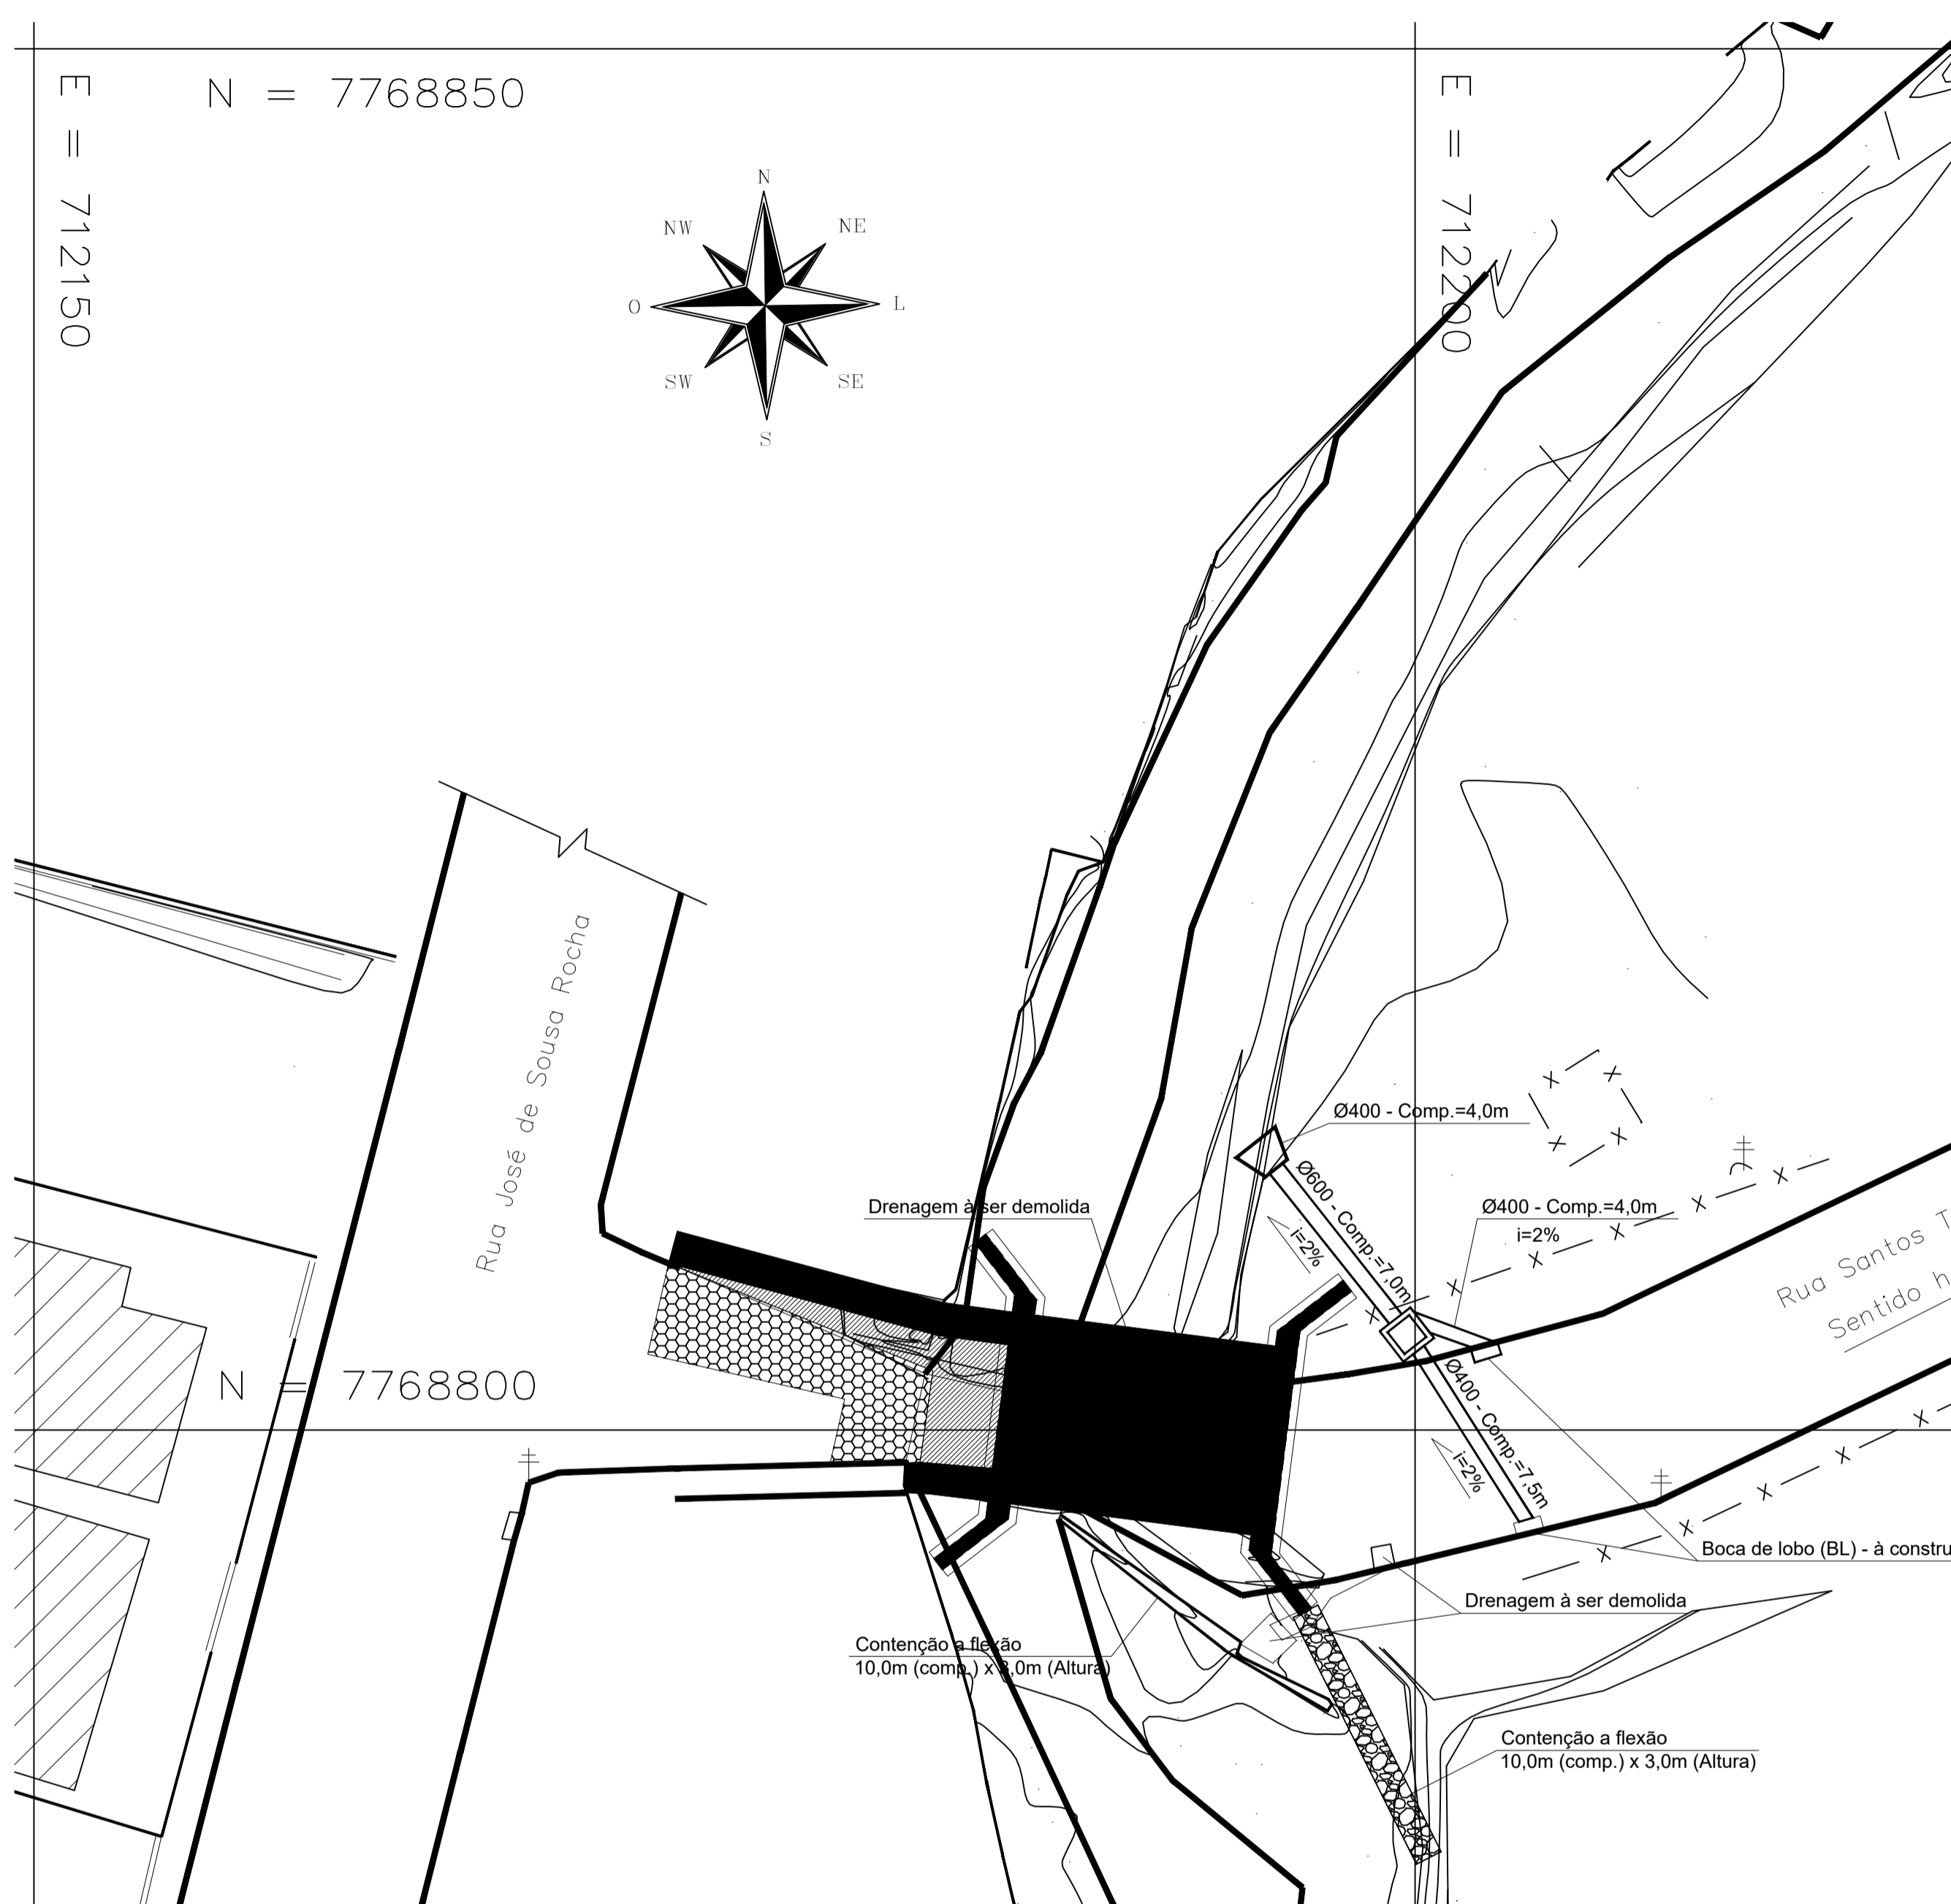 N = 7768850
E = 712150
E = 712200
N
NW
NE
O
L
SW
SE
S
Rua José de Sousa Rocha
Ø400 - Comp.=4,0m
Ø600 - Comp.=7,0m
i=2%
Drenagem à ser demolida
Ø400 - Comp.=4,0m
i=2%
Rua Santos
Sentido
N = 7768800
Ø400 - Comp.=7,5m
i=2%
Boca de lobo (BL) - à constru
Drenagem à ser demolida
Contenção a flexão
10,0m (comp.) x 3,0m (Altura)
Contenção a flexão
10,0m (comp.) x 3,0m (Altura)